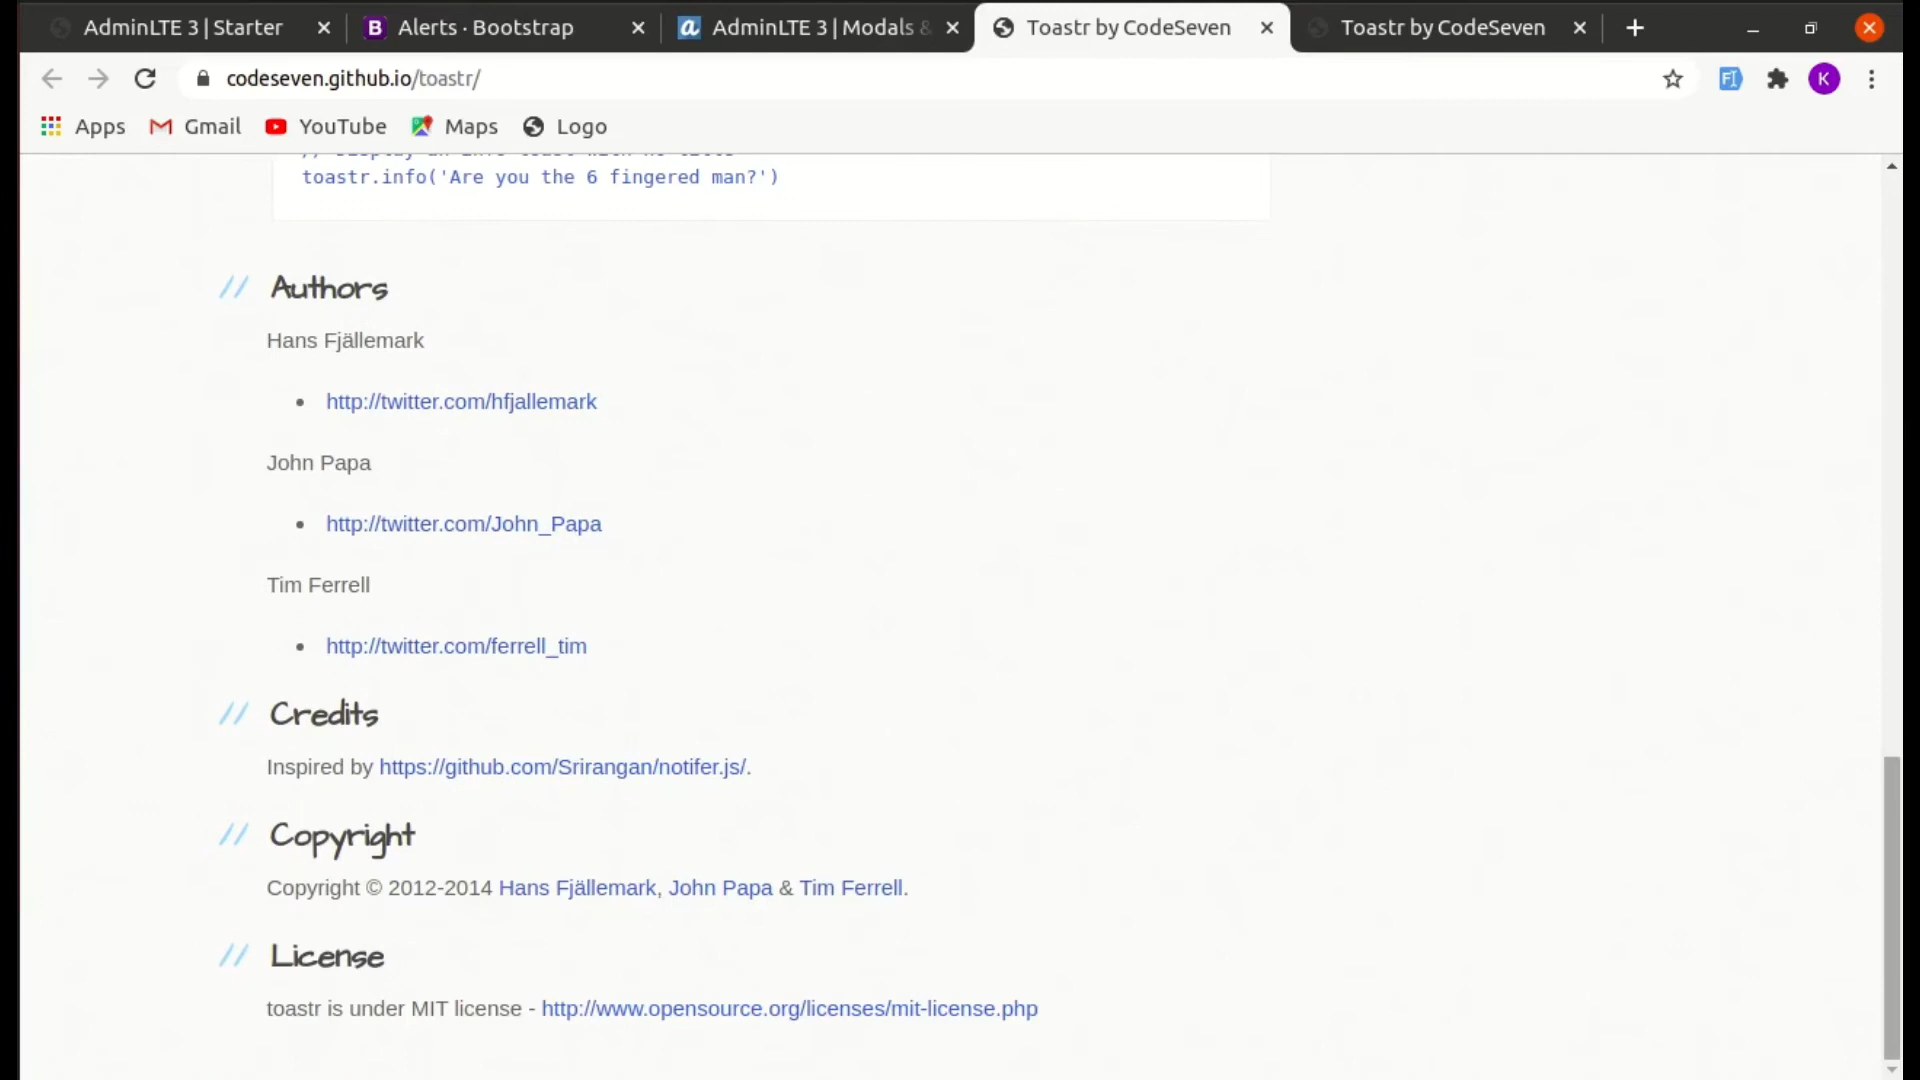 AdminLTE 3 | Starter
Alerts · Bootstrap
AdminLTE 3 | Modals &
Toastr by CodeSeven
Toastr by CodeSeven
codeseven.github.io/toastr/
K
Apps
Gmail
YouTube
Maps
Logo
toastr.info('Are you the 6 fingered man?')
// Authors
Hans Fjällemark
http://twitter.com/hfjallemark
John Papa
http://twitter.com/John_Papa
Tim Ferrell
http://twitter.com/ferrell_tim
// Credits
Inspired by https://github.com/Srirangan/notifer.js/.
// Copyright
Copyright © 2012-2014 Hans Fjällemark, John Papa & Tim Ferrell.
// License
toastr is under MIT license - http://www.opensource.org/licenses/mit-license.php